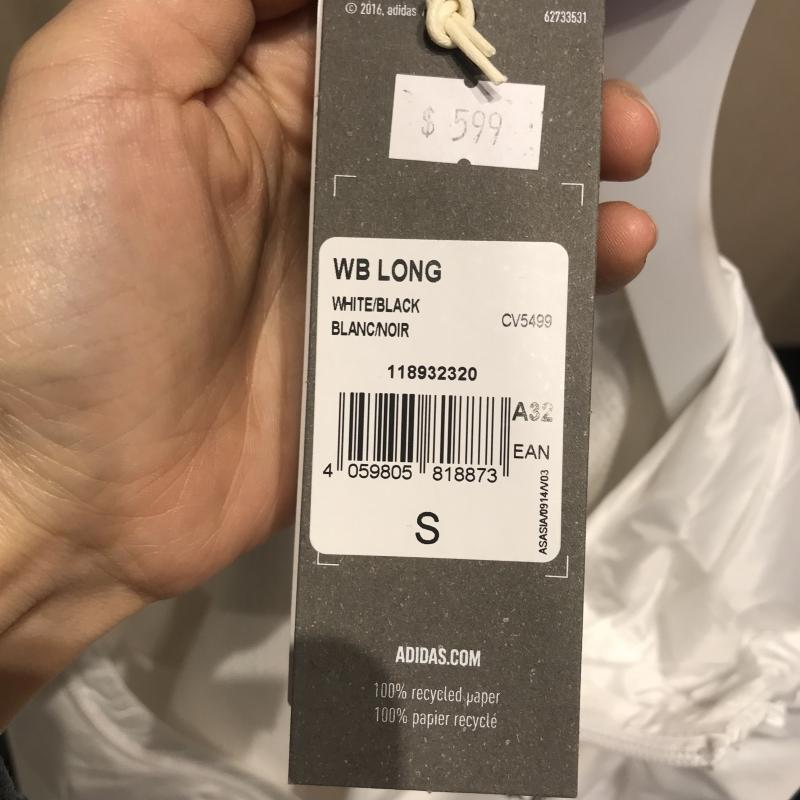 © 2016, adidas
62733531
$ 599
WB LONG
WHITE/BLACK
BLANC/NOIR
CV5499
118932320
A32
EAN
4 059805 818873
ASASIA/0914/V03
S
ADIDAS.COM
100% recycled paper
100% papier recyclé